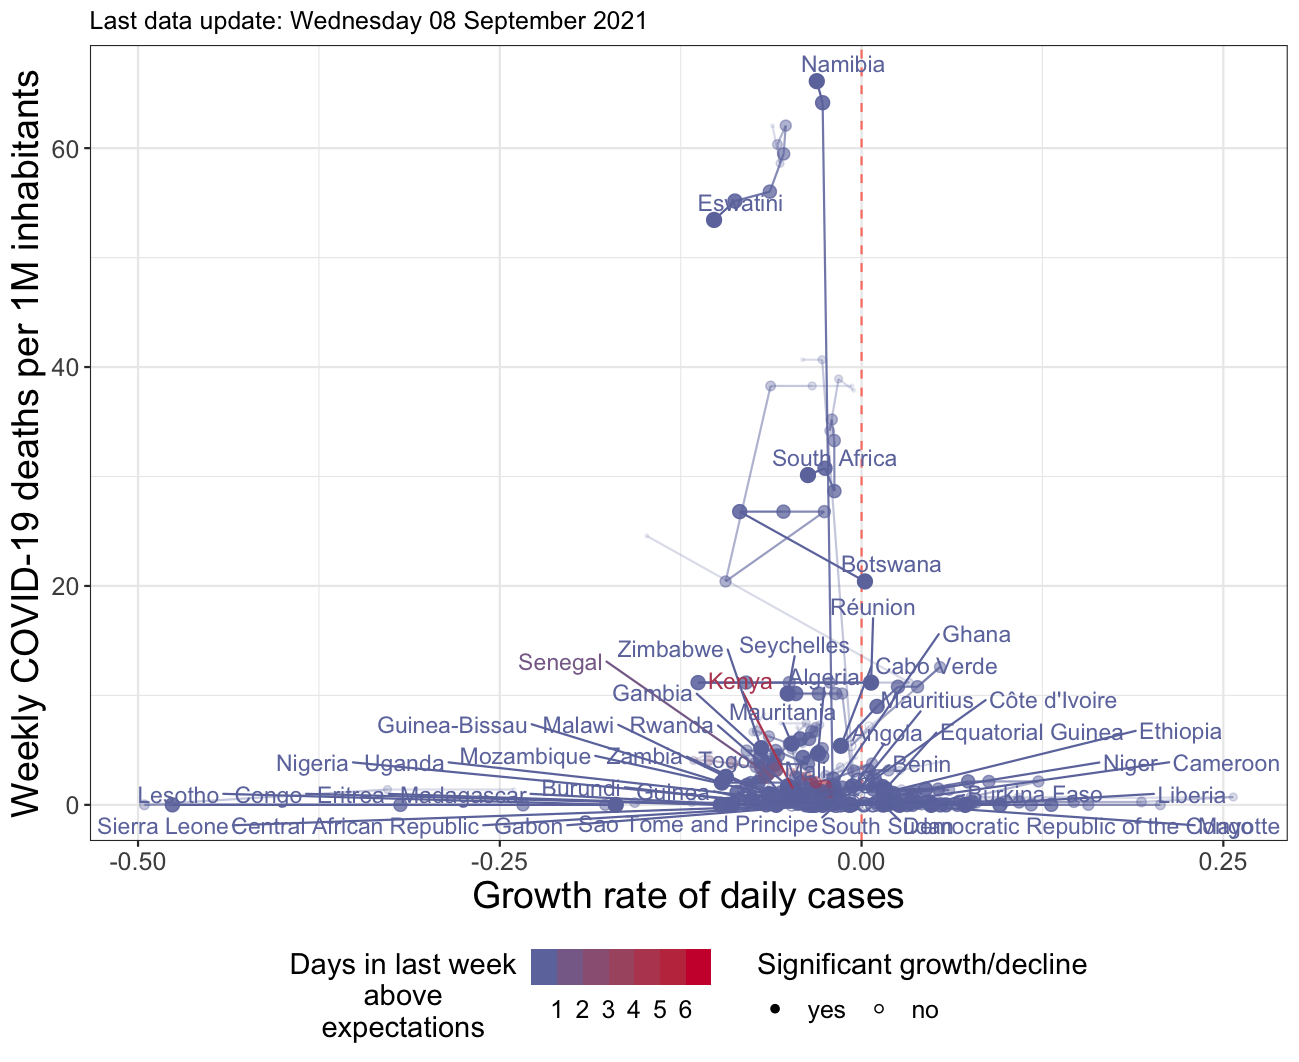 Last data update: Wednesday 08 September 2021
Weekly COVID-19 deaths per 1M inhabitants
60
40
20
0
Namibia
Eswatini
South Africa
Botswana
Réunion
Ghana
Zimbabwe
Seychelles
Senegal
Cabo Verde
Kenya
Algeria
Gambia
Mauritius
Côte d'Ivoire
Mauritania
Guinea-Bissau
Malawi
Rwanda
Angola
Equatorial Guinea
Ethiopia
Nigeria
Uganda
Mozambique
Zambia
Togo
Mali
Benin
Niger
Cameroon
Lesotho
Congo
Eritrea
Madagascar
Burundi
Guinea
Burkina Faso
Liberia
Sierra Leone
Central African Republic
Gabon
Sao Tome and Principe
South Sudan
Democratic Republic of the Congo
Mayotte
-0.50
-0.25
0.00
0.25
Growth rate of daily cases
Days in last week
above
expectations
1 2 3 4 5 6
Significant growth/decline
yes
no